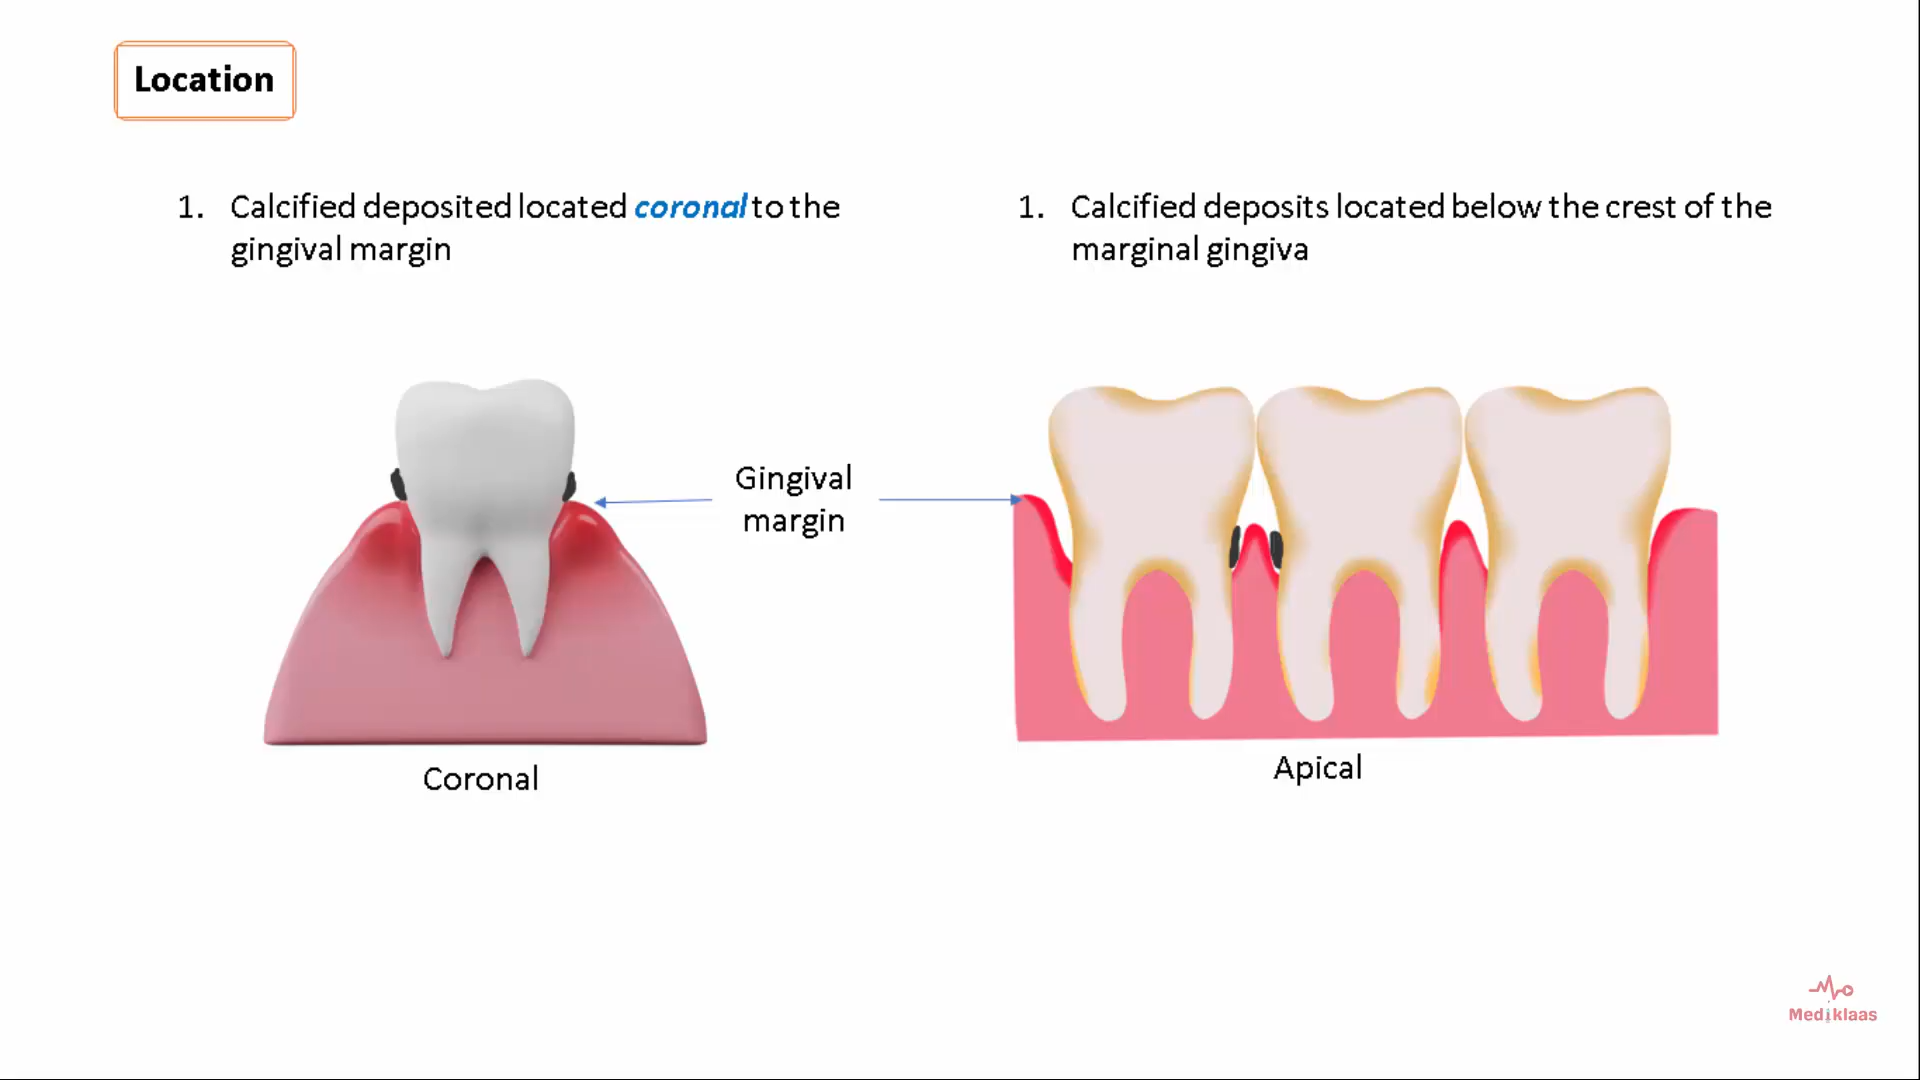 Location
1. Calcified deposited located coronal to the
gingival margin
1. Calcified deposits located below the crest of the
marginal gingiva
Gingival
margin
Coronal
Apical
Mediklaas